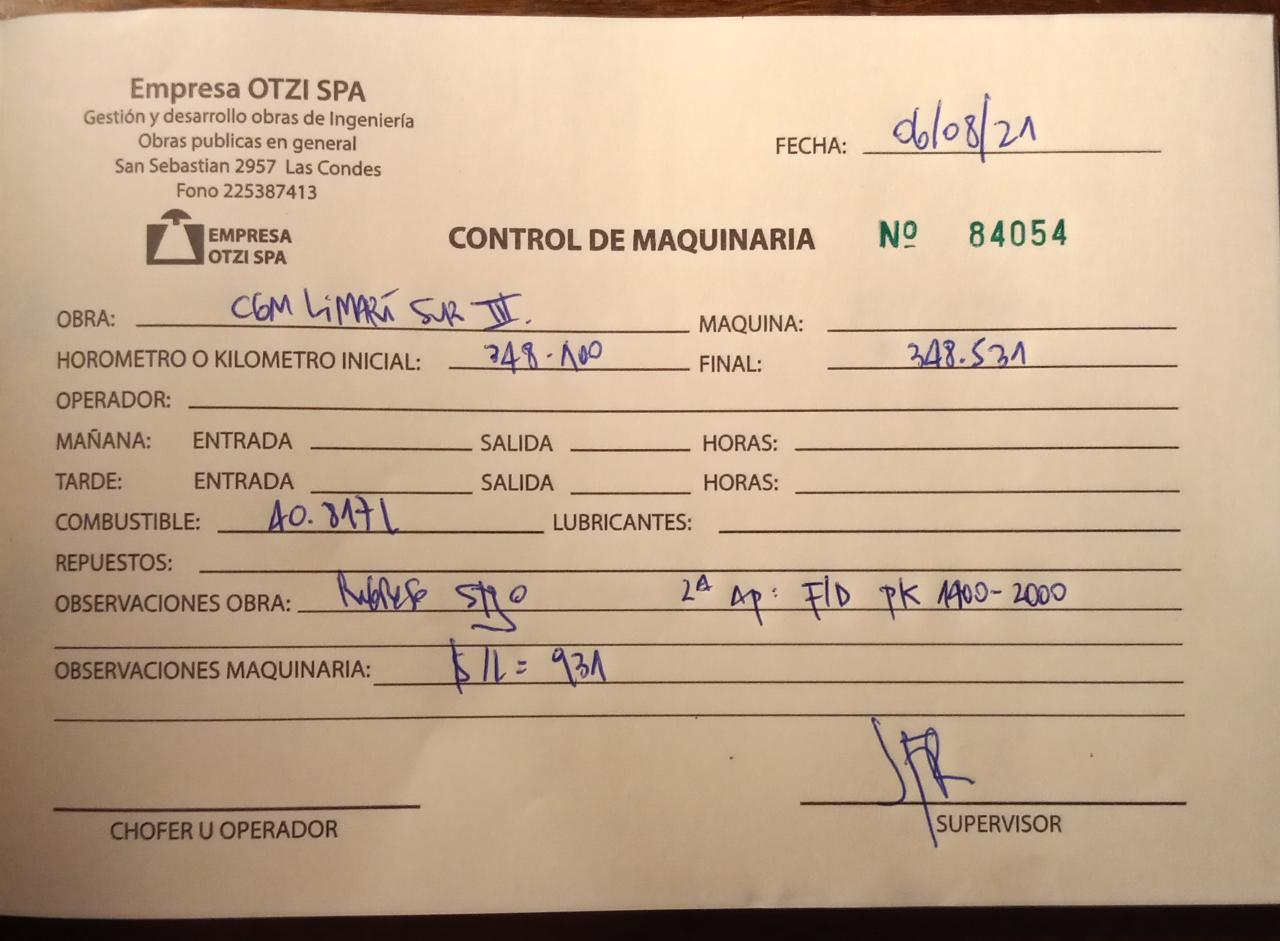 Empresa OTZI SPA
Gestión y desarrollo obras de Ingeniería
Obras publicas en general
San Sebastian 2957 Las Condes
Fono 225387413
FECHA: 06/08/21
EMPRESA
OTZI SPA
CONTROL DE MAQUINARIA Nº 84054
OBRA: CGM LiMARÍ SUR III. MAQUINA:
HOROMETRO O KILOMETRO INICIAL: 348.100 FINAL: 348.531
OPERADOR:
MAÑANA: ENTRADA SALIDA HORAS:
TARDE: ENTRADA SALIDA HORAS:
COMBUSTIBLE: 40.817 L LUBRICANTES:
REPUESTOS:
OBSERVACIONES OBRA: Stgo 2A Ap: F/D PK 1400-2000
OBSERVACIONES MAQUINARIA: $/L = 931
CHOFER U OPERADOR
SUPERVISOR